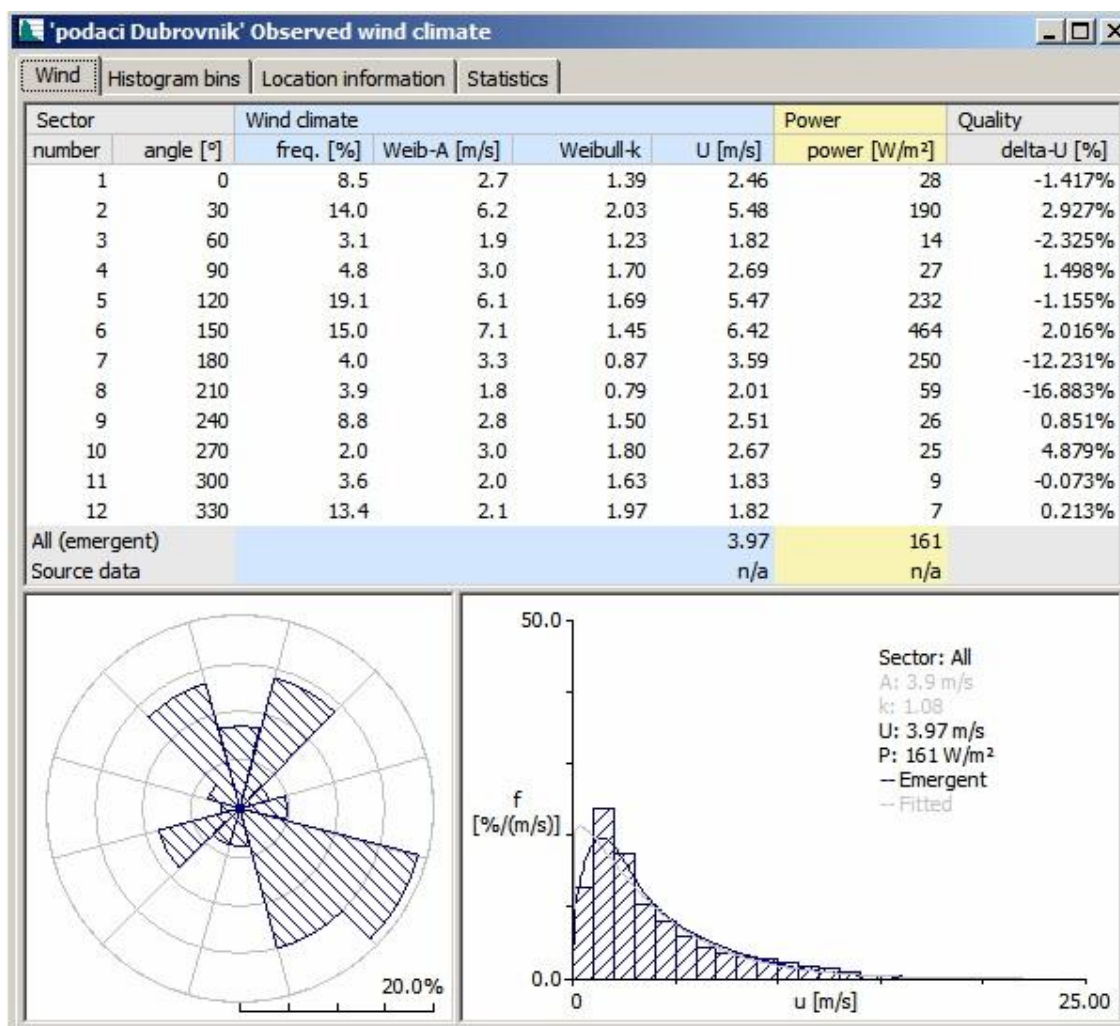 'podaci Dubrovnik' Observed wind climate
Wind Histogram bins Location information Statistics
Sector Wind climate Power Quality
number angle [°] freq. [%] Weib-A [m/s] Weibull-k U [m/s] power [W/m²] delta-U [%]
1 0 8.5 2.7 1.39 2.46 28 -1.417%
2 30 14.0 6.2 2.03 5.48 190 2.927%
3 60 3.1 1.9 1.23 1.82 14 -2.325%
4 90 4.8 3.0 1.70 2.69 27 1.498%
5 120 19.1 6.1 1.69 5.47 232 -1.155%
6 150 15.0 7.1 1.45 6.42 464 2.016%
7 180 4.0 3.3 0.87 3.59 250 -12.231%
8 210 3.9 1.8 0.79 2.01 59 -16.883%
9 240 8.8 2.8 1.50 2.51 26 0.851%
10 270 2.0 3.0 1.80 2.67 25 4.879%
11 300 3.6 2.0 1.63 1.83 9 -0.073%
12 330 13.4 2.1 1.97 1.82 7 0.213%
All (emergent) 3.97 161
Source data n/a n/a
20.0%
50.0
Sector: All
A: 3.9 m/s
k: 1.08
U: 3.97 m/s
P: 161 W/m²
-- Emergent
-- Fitted
f
[%/(m/s)]
0.0
0 u [m/s] 25.00